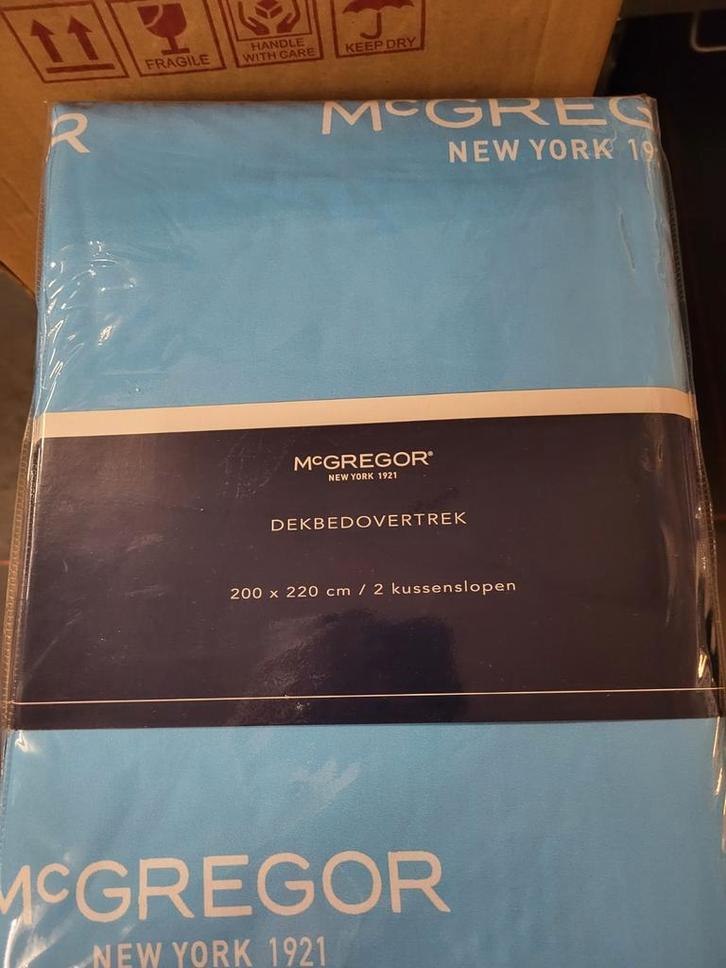 FRAGILE
HANDLE
WITH CARE
KEEP DRY
R
McGREG
NEW YORK 19
McGREGOR®
NEW YORK 1921
DEKBEDOVERTREK
200 x 220 cm / 2 kussenslopen
McGREGOR
NEW YORK 1921